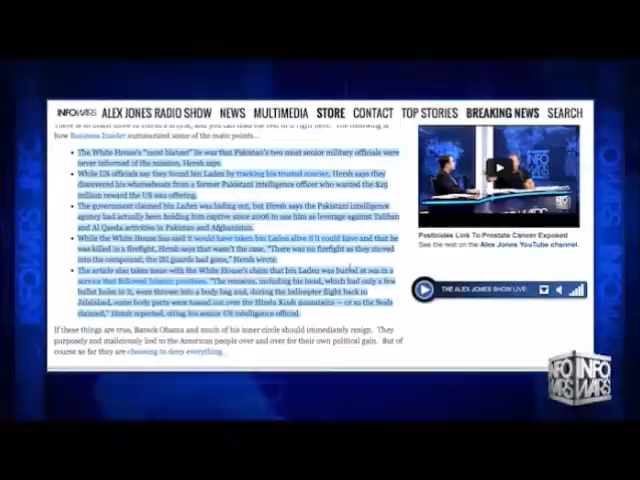 INFOWARS ALEX JONES RADIO SHOW NEWS MULTIMEDIA STORE CONTACT TOP STORIES BREAKING NEWS SEARCH
how Business Insider summarized some of the main points...
The White House's "most blatant" lie was that Pakistan's two most senior military officials were
never informed of the mission, Hersh says.
While US officials say they found bin Laden by tracking his trusted courier, Hersh says they
discovered his whereabouts from a former Pakistani intelligence officer who wanted the $25
million reward the US was offering.
The government claimed bin Laden was hiding out, but Hersh says the Pakistani intelligence
agency had actually been holding him captive since 2006 to use him as leverage against Taliban
and Al Qaeda activities in Pakistan and Afghanistan.
While the White House has said it would have taken bin Laden alive if it could have and that he
was killed in a firefight, Hersh says that wasn't the case. "There was no firefight as they moved
into the compound; the ISI guards had gone," Hersh wrote.
The article also takes issue with the White House's claim that bin Laden was buried at sea in a
service that followed Islamic positions. "The remains, including his head, which had only a few
bullet holes in it, were thrown into a body bag and, during the helicopter flight back to
Jalalabad, some body parts were tossed out over the Hindu Kush mountains – or so the Seals
claimed," Hersh reported, citing his senior US intelligence official.
If these things are true, Barack Obama and much of his inner circle should immediately resign. They
purposely and maliciously lied to the American people over and over for their own political gain. But of
course so far they are choosing to deny everything.
Pesticides Link To Prostate Cancer Exposed
See the rest on the Alex Jones YouTube channel.
THE ALEX JONES SHOW LIVE!
INFO INFO
WARS WARS